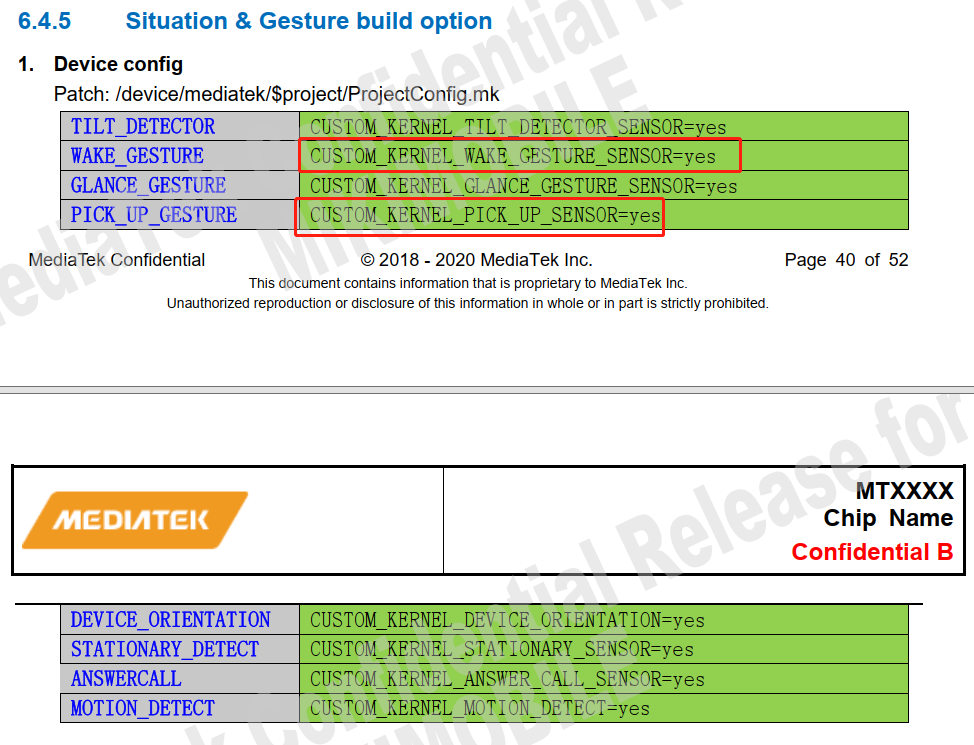 6.4.5 Situation & Gesture build option
1. Device config
Patch: /device/mediatek/$project/ProjectConfig.mk
TILT_DETECTOR CUSTOM_KERNEL_TILT_DETECTOR_SENSOR=yes
WAKE_GESTURE CUSTOM_KERNEL_WAKE_GESTURE_SENSOR=yes
GLANCE_GESTURE CUSTOM_KERNEL_GLANCE_GESTURE_SENSOR=yes
PICK_UP_GESTURE CUSTOM_KERNEL_PICK_UP_SENSOR=yes
MediaTek Confidential © 2018 - 2020 MediaTek Inc. Page 40 of 52
This document contains information that is proprietary to MediaTek Inc.
Unauthorized reproduction or disclosure of this information in whole or in part is strictly prohibited.
MEDIATEK
MTXXXX
Chip Name
Confidential B
DEVICE_ORIENTATION CUSTOM_KERNEL_DEVICE_ORIENTATION=yes
STATIONARY_DETECT CUSTOM_KERNEL_STATIONARY_SENSOR=yes
ANSWERCALL CUSTOM_KERNEL_ANSWER_CALL_SENSOR=yes
MOTION_DETECT CUSTOM_KERNEL_MOTION_DETECT=yes